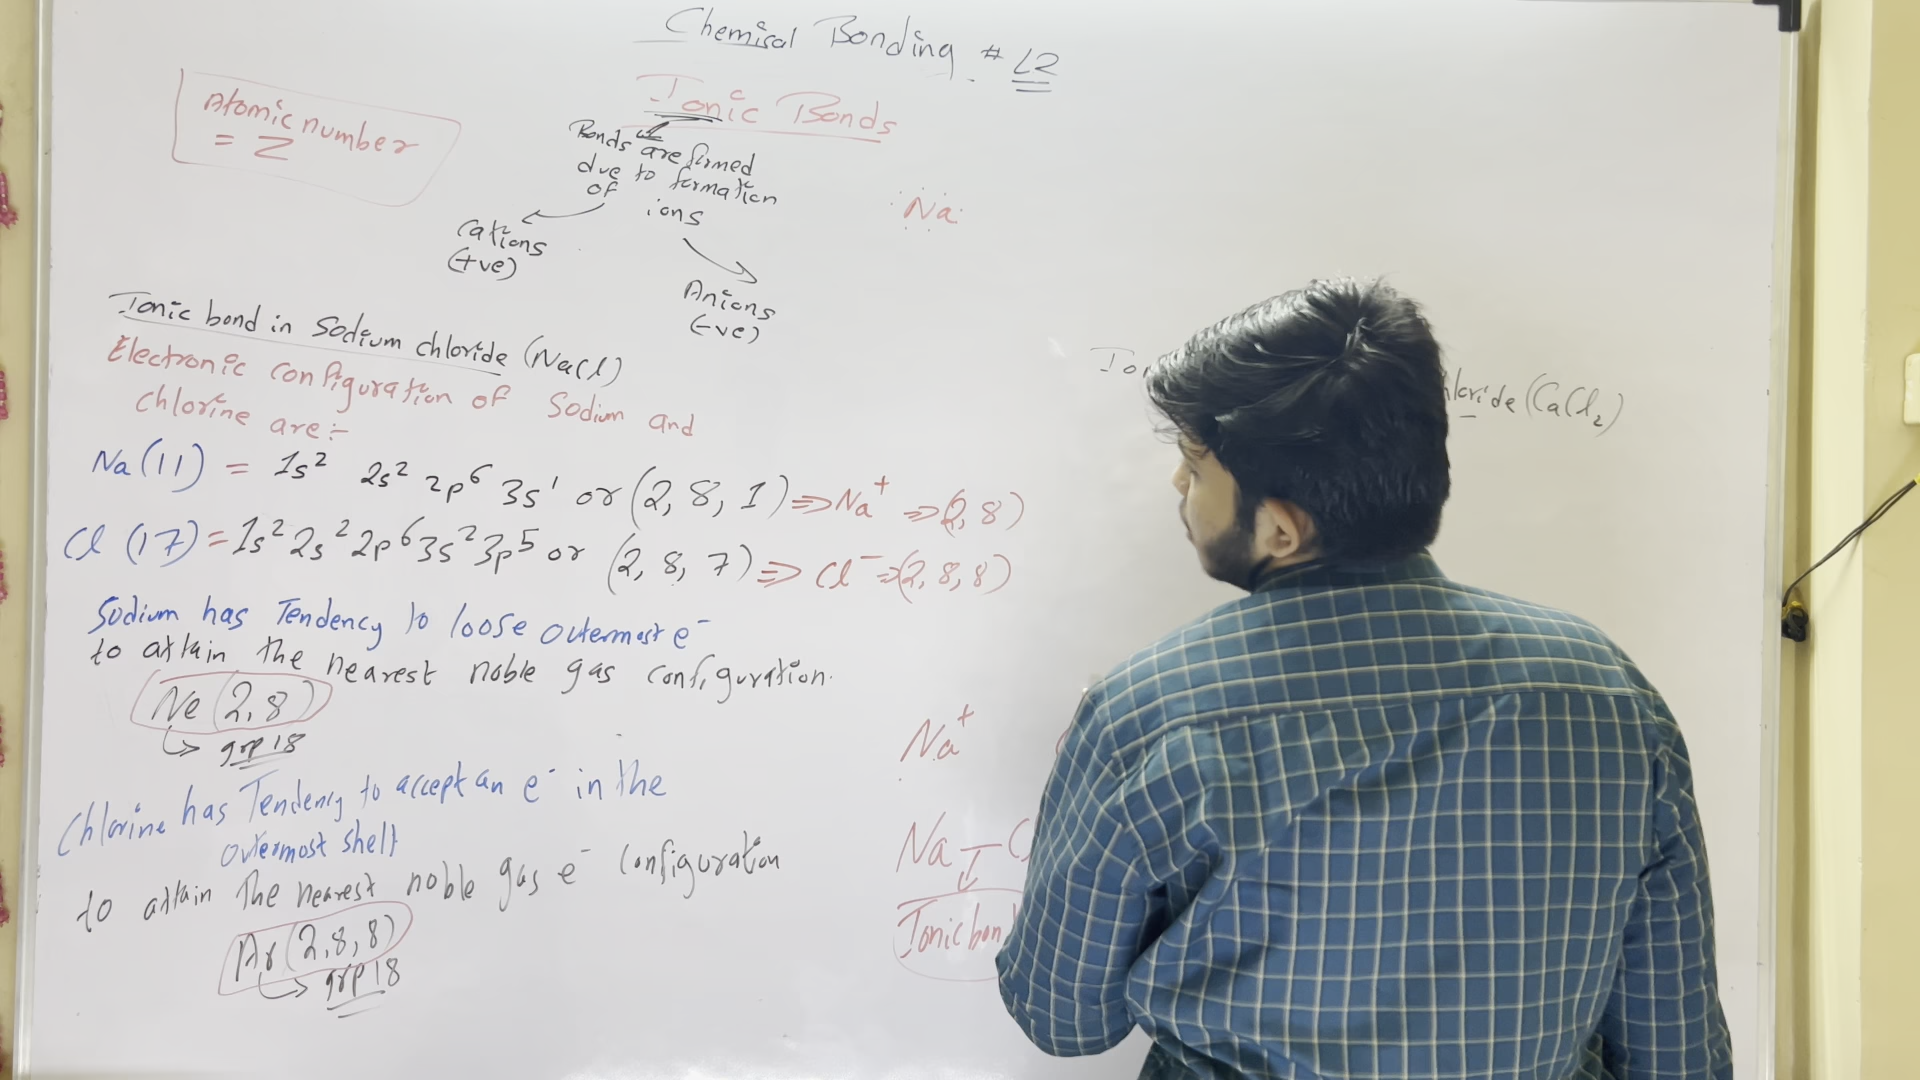 Chemical Bonding # L2
Ionic Bonds
Atomic number
= Z
Bonds are formed
due to formation
of ions
Cations
(+ve)
Anions
(-ve)
Na
Ionic bond in Sodium chloride (NaCl)
Electronic configuration of Sodium and
chlorine are:-
Na (11) = 1s² 2s² 2p⁶ 3s¹ or (2, 8, 1) ⇒ Na⁺ ⇒ (2, 8)
Cl (17) = 1s² 2s² 2p⁶ 3s² 3p⁵ or (2, 8, 7) ⇒ Cl⁻ ⇒ (2, 8, 8)
Sodium has Tendency to loose outermost e⁻
to attain the nearest noble gas configuration.
Ne (2, 8)
↳ grp 18
Chlorine has Tendency to accept an e⁻ in the
outermost shell
to attain the nearest noble gas e⁻ configuration
Ar (2, 8, 8)
↳ grp 18
(CaCl₂)
Na⁺
Na
Ionic